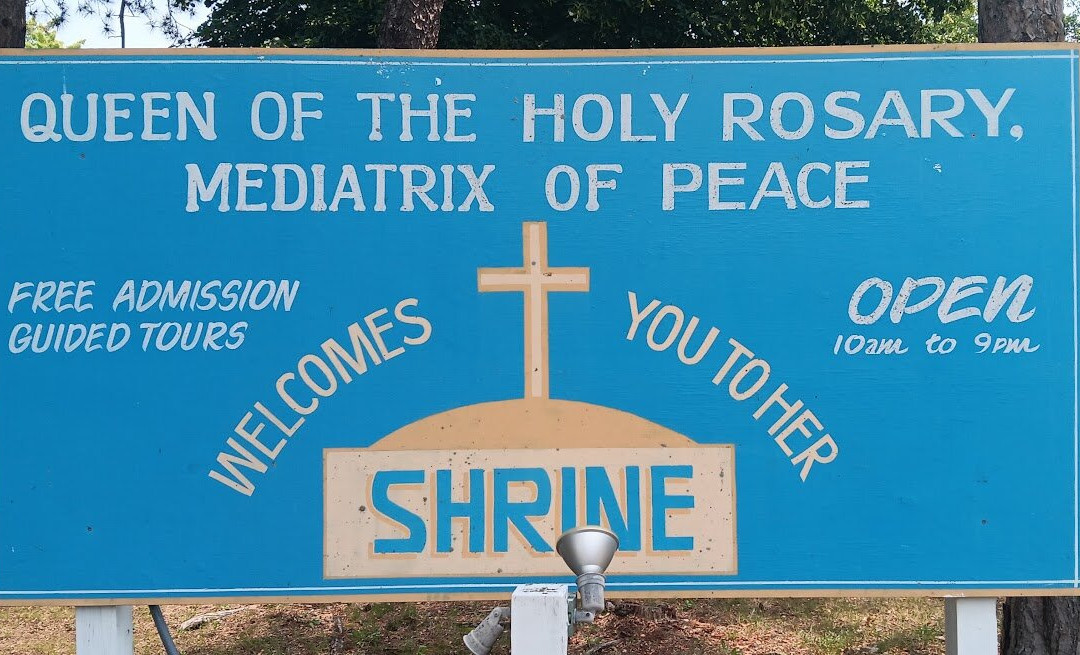 QUEEN OF THE HOLY ROSARY,
MEDIATRIX OF PEACE
FREE ADMISSION
GUIDED TOURS
OPEN
10am to 9pm
WELCOMES YOU TO HER
SHRINE